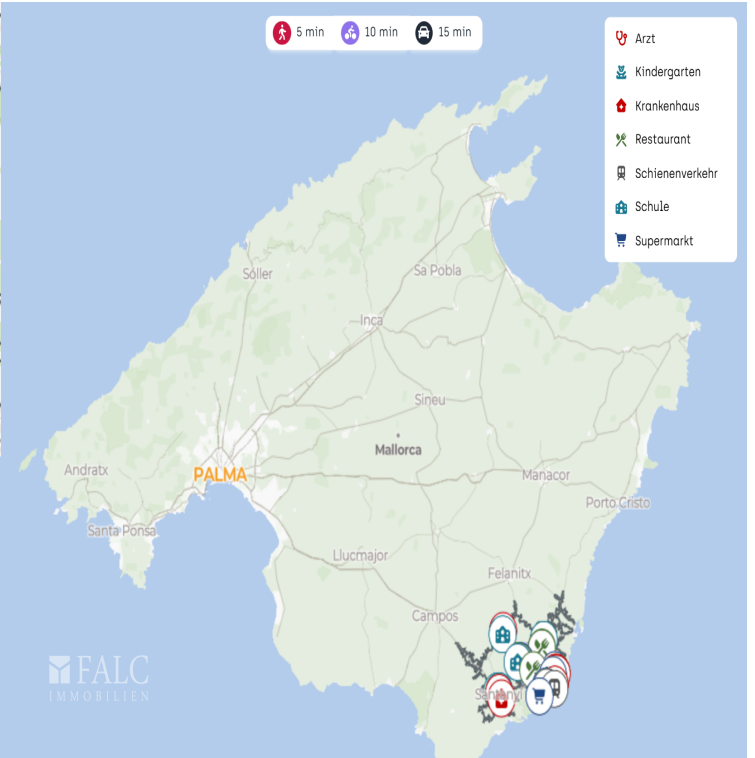 5 min 10 min 15 min
Arzt
Kindergarten
Krankenhaus
Restaurant
Schienenverkehr
Schule
Supermarkt
Sóller
Sa Pobla
Inca
Sineu
Mallorca
Andratx
PALMA
Manacor
Porto Cristo
Santa Ponsa
Llucmajor
Felanitx
Campos
FALC
IMMOBILIEN